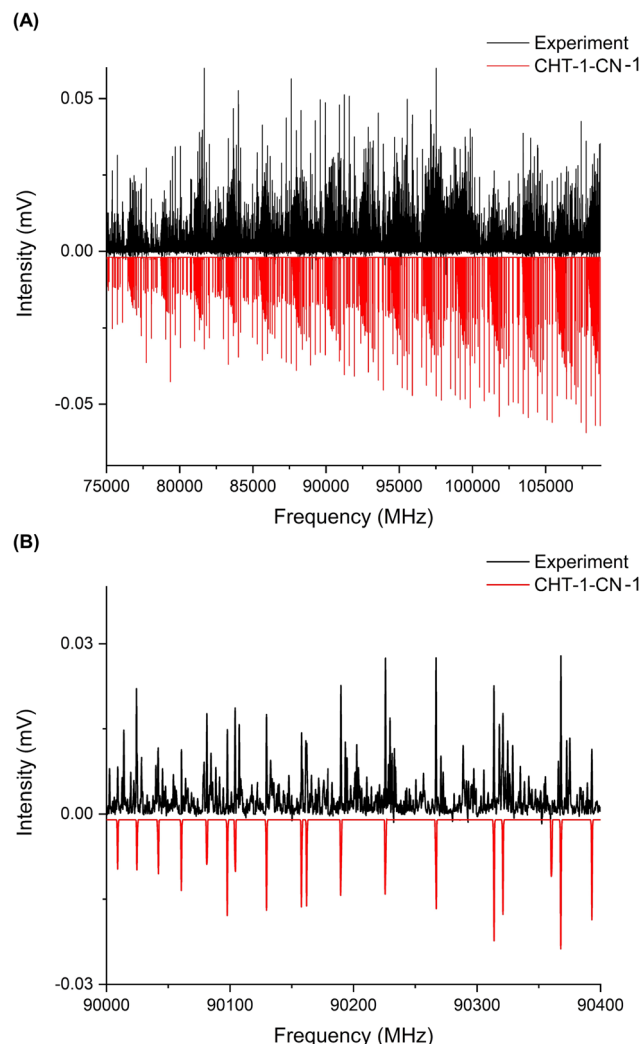 (A)
Experiment
CHT-1-CN-1
0.05
0.00
-0.05
Intensity (mV)
75000 80000 85000 90000 95000 100000 105000
Frequency (MHz)
(B)
Experiment
CHT-1-CN-1
0.03
0.00
-0.03
Intensity (mV)
90000 90100 90200 90300 90400
Frequency (MHz)